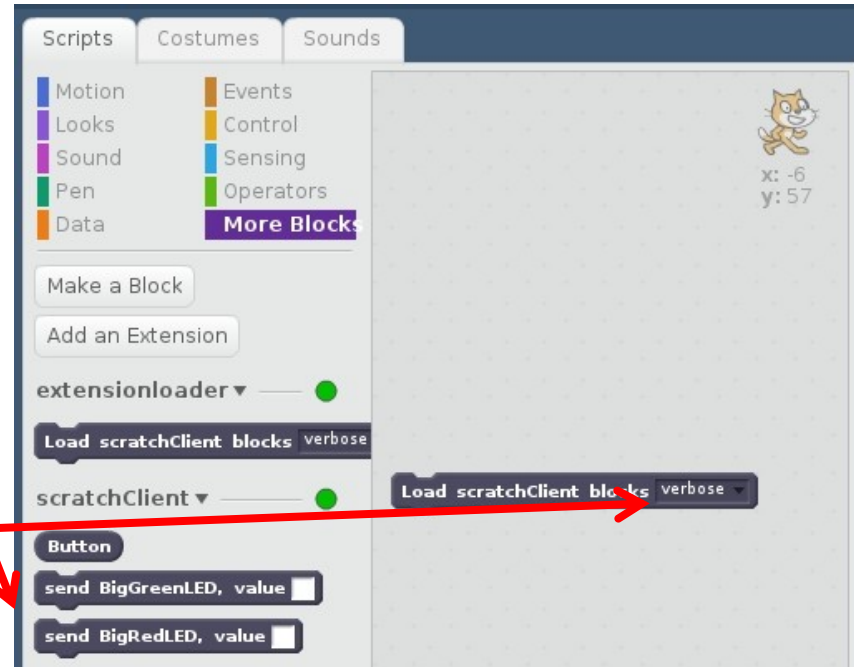 Scripts Costumes Sounds
Motion Events
Looks Control
Sound Sensing
Pen Operators
Data More Blocks
x: -6
y: 57
Make a Block
Add an Extension
extensionloader
Load scratchClient blocks verbose
scratchClient
Load scratchClient blocks verbose
Button
send BigGreenLED, value
send BigRedLED, value